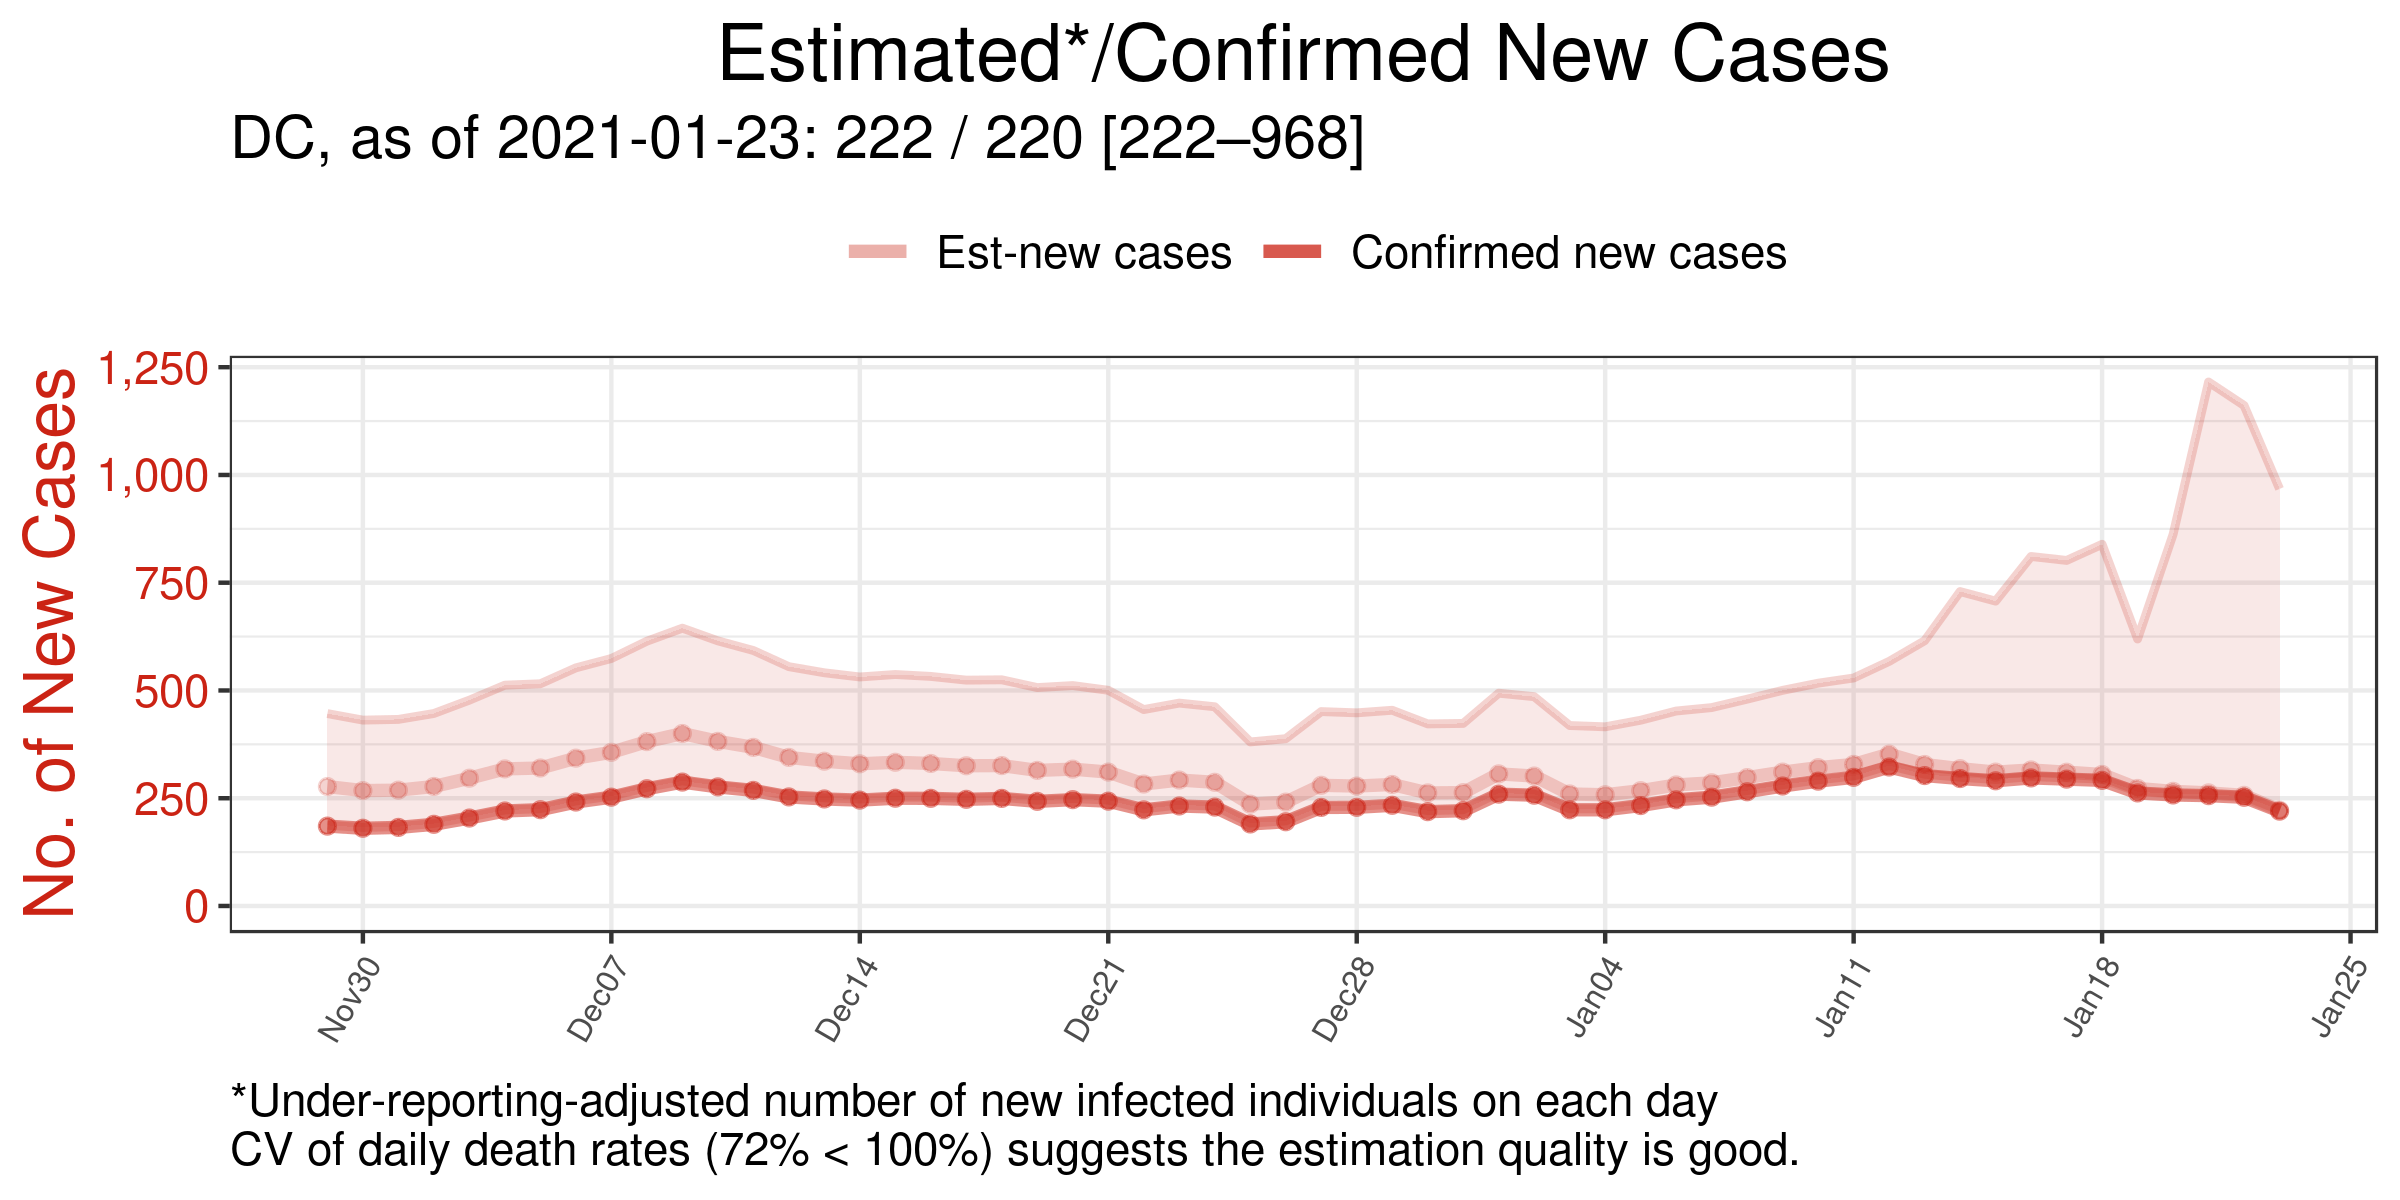 Estimated*/Confirmed New Cases
DC, as of 2021-01-23: 222 / 220 [222–968]
Est-new cases Confirmed new cases
No. of New Cases
1,250
1,000
750
500
250
0
Nov30 Dec07 Dec14 Dec21 Dec28 Jan04 Jan11 Jan18 Jan25
*Under-reporting-adjusted number of new infected individuals on each day
CV of daily death rates (72% < 100%) suggests the estimation quality is good.